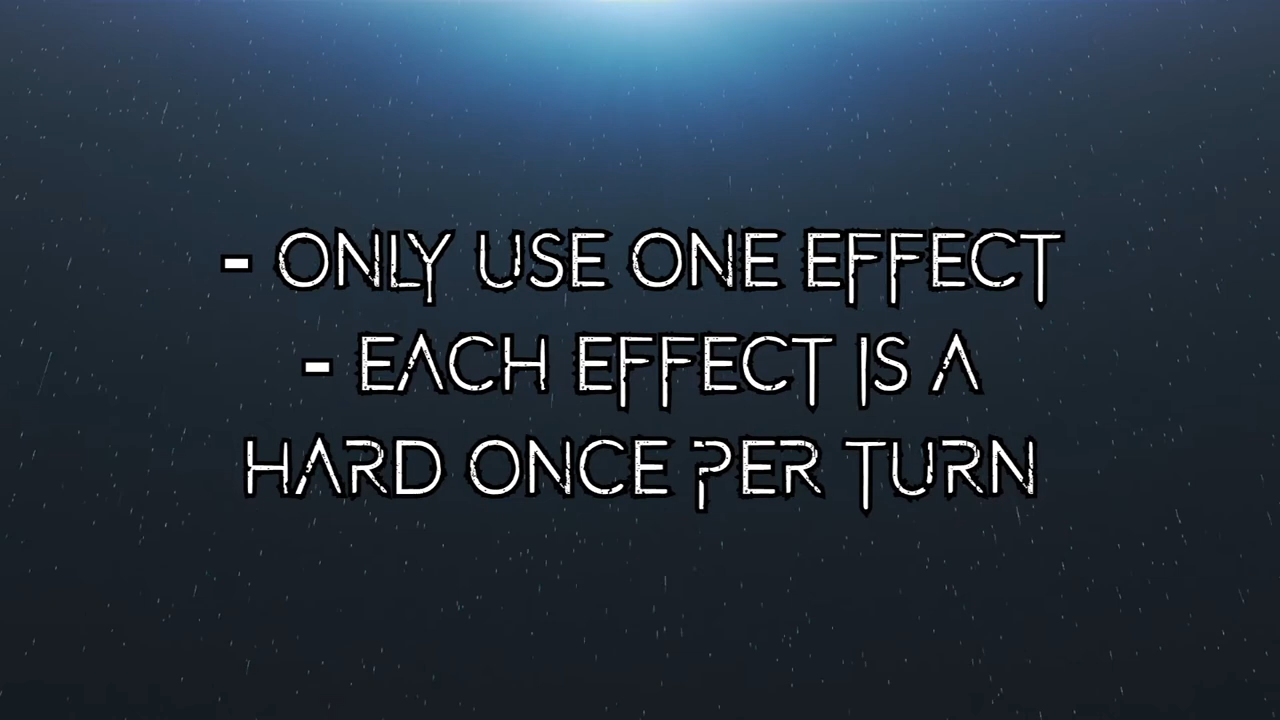 - ONLY USE ONE EFFECT
- EACH EFFECT IS A
HARD ONCE PER TURN